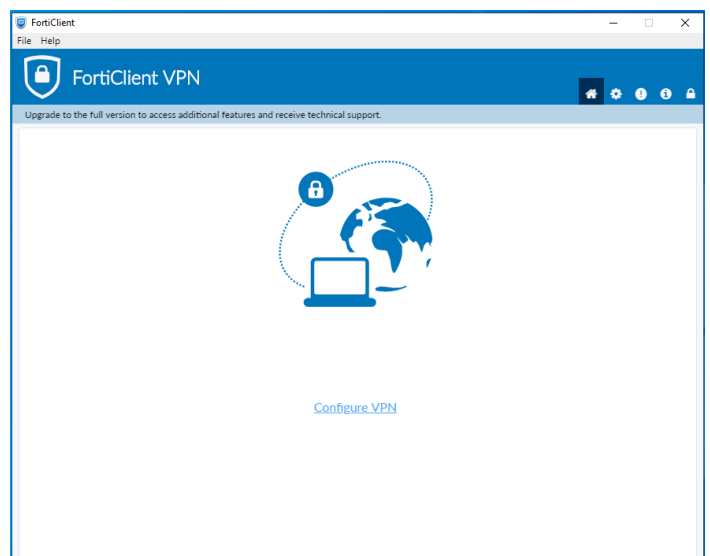 FortiClient
File Help
FortiClient VPN
Upgrade to the full version to access additional features and receive technical support.
Configure VPN